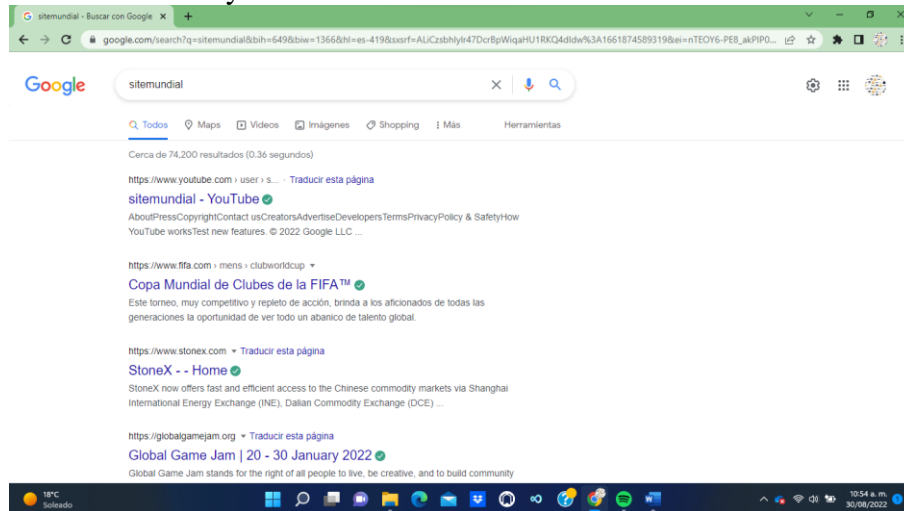 sitemundial - Buscar con Google
google.com/search?q=sitemundial&bih=649&biw=1366&hl=es-419&sxsrf=ALiCzsbhlylr47DcrBpWiqaHU1RKQ4dIdw%3A1661874589319&ei=nTEOY6-PE8_akPIP0...
Google
sitemundial
Todos Maps Videos Imágenes Shopping Más Herramientas
Cerca de 74,200 resultados (0.36 segundos)
https://www.youtube.com › user › s... · Traducir esta página
sitemundial - YouTube
AboutPressCopyrightContact usCreatorsAdvertiseDevelopersTermsPrivacyPolicy & SafetyHow
YouTube worksTest new features. © 2022 Google LLC ...
https://www.fifa.com › mens › clubworldcup
Copa Mundial de Clubes de la FIFA™
Este torneo, muy competitivo y repleto de acción, brinda a los aficionados de todas las
generaciones la oportunidad de ver todo un abanico de talento global.
https://www.stonex.com Traducir esta página
StoneX - - Home
StoneX now offers fast and efficient access to the Chinese commodity markets via Shanghai
International Energy Exchange (INE), Dalian Commodity Exchange (DCE) ...
https://globalgamejam.org Traducir esta página
Global Game Jam | 20 - 30 January 2022
Global Game Jam stands for the right of all people to live, be creative, and to build community
18°C
Soleado
10:54 a. m.
30/08/2022